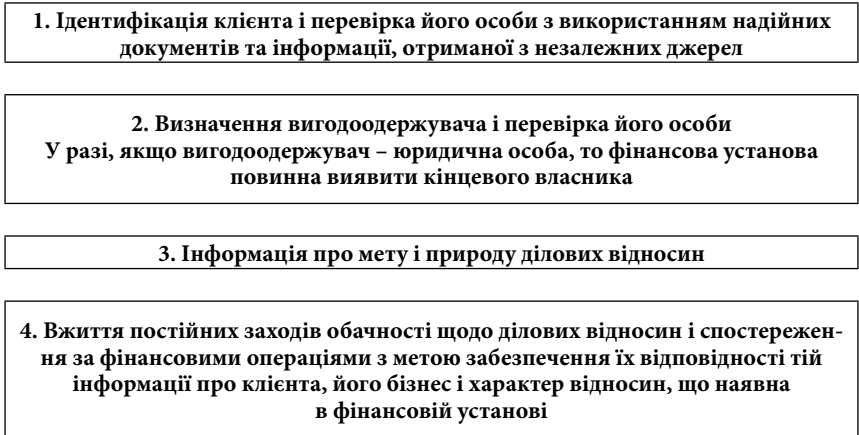 1. Ідентифікація клієнта і перевірка його особи з використанням надійних
документів та інформації, отриманої з незалежних джерел
2. Визначення вигодоодержувача і перевірка його особи
У разі, якщо вигодоодержувач – юридична особа, то фінансова установа
повинна виявити кінцевого власника
3. Інформація про мету і природу ділових відносин
4. Вжиття постійних заходів обачності щодо ділових відносин і спостережен-
ня за фінансовими операціями з метою забезпечення їх відповідності тій
інформації про клієнта, його бізнес і характер відносин, що наявна
в фінансовій установі